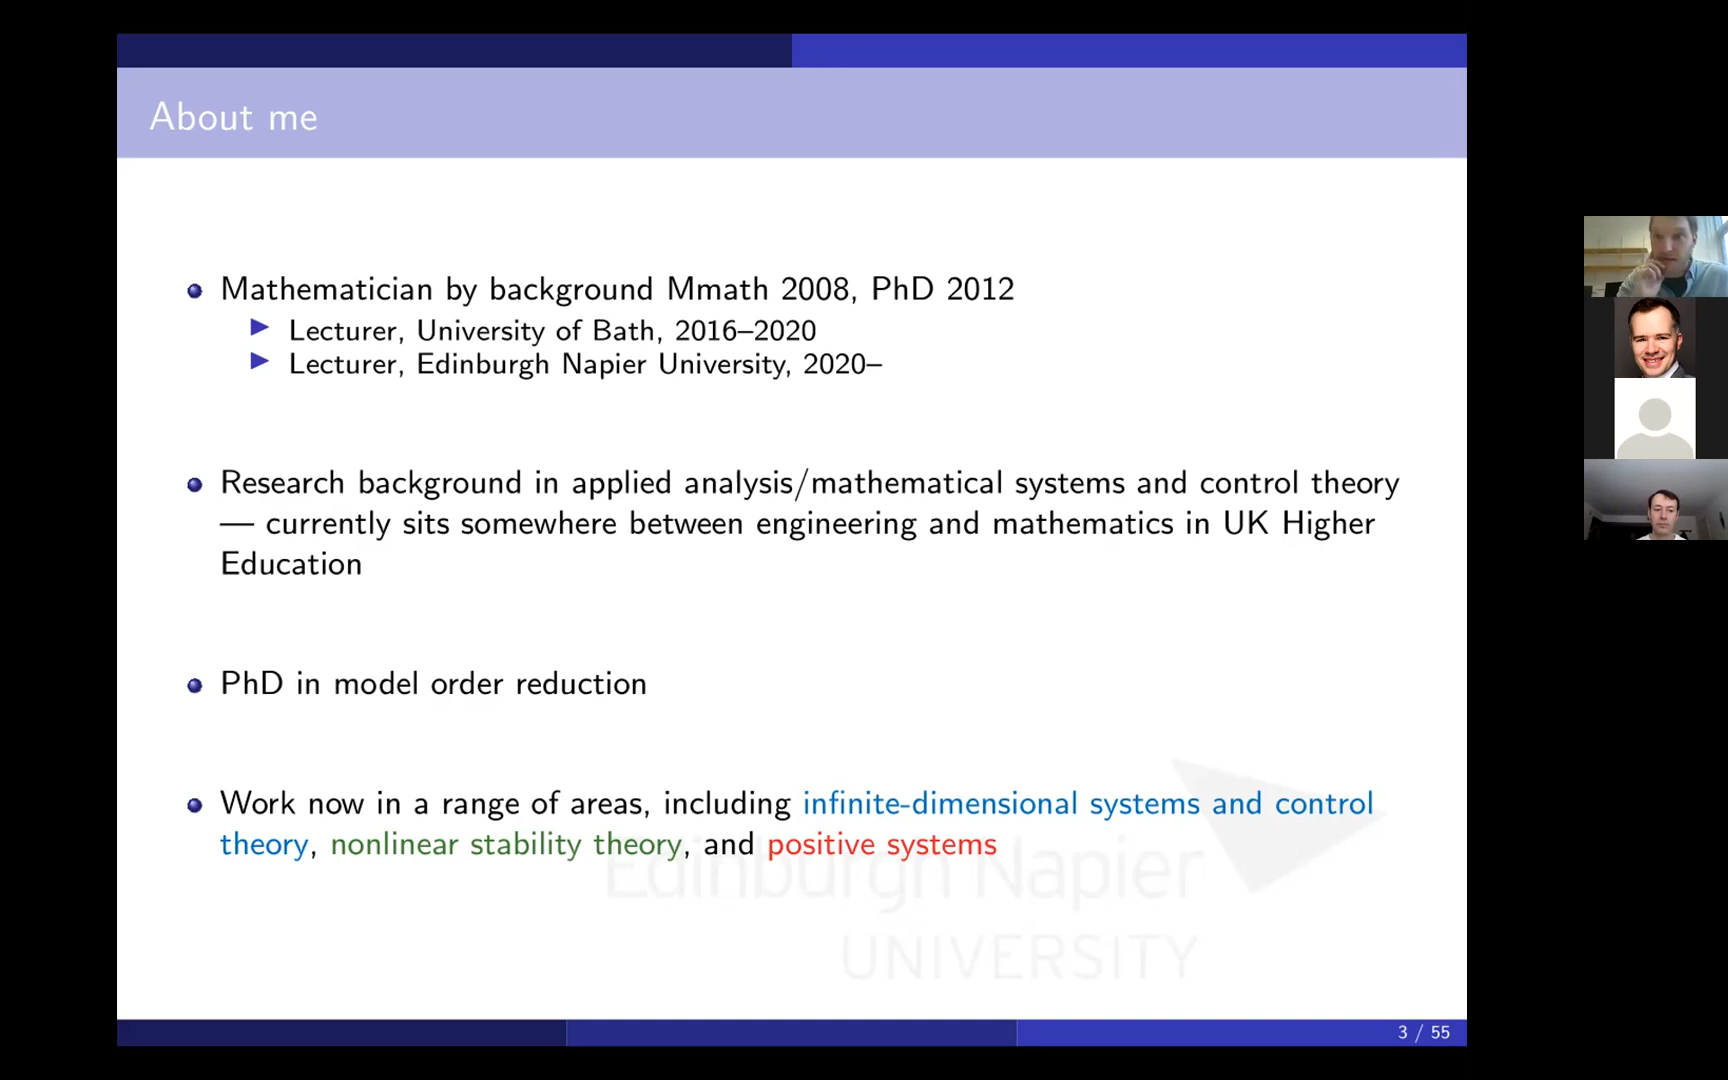 About me
Mathematician by background Mmath 2008, PhD 2012
Lecturer, University of Bath, 2016–2020
Lecturer, Edinburgh Napier University, 2020–
Research background in applied analysis/mathematical systems and control theory
— currently sits somewhere between engineering and mathematics in UK Higher
Education
PhD in model order reduction
Work now in a range of areas, including infinite-dimensional systems and control
theory, nonlinear stability theory, and positive systems
Edinburgh Napier
UNIVERSITY
3 / 55